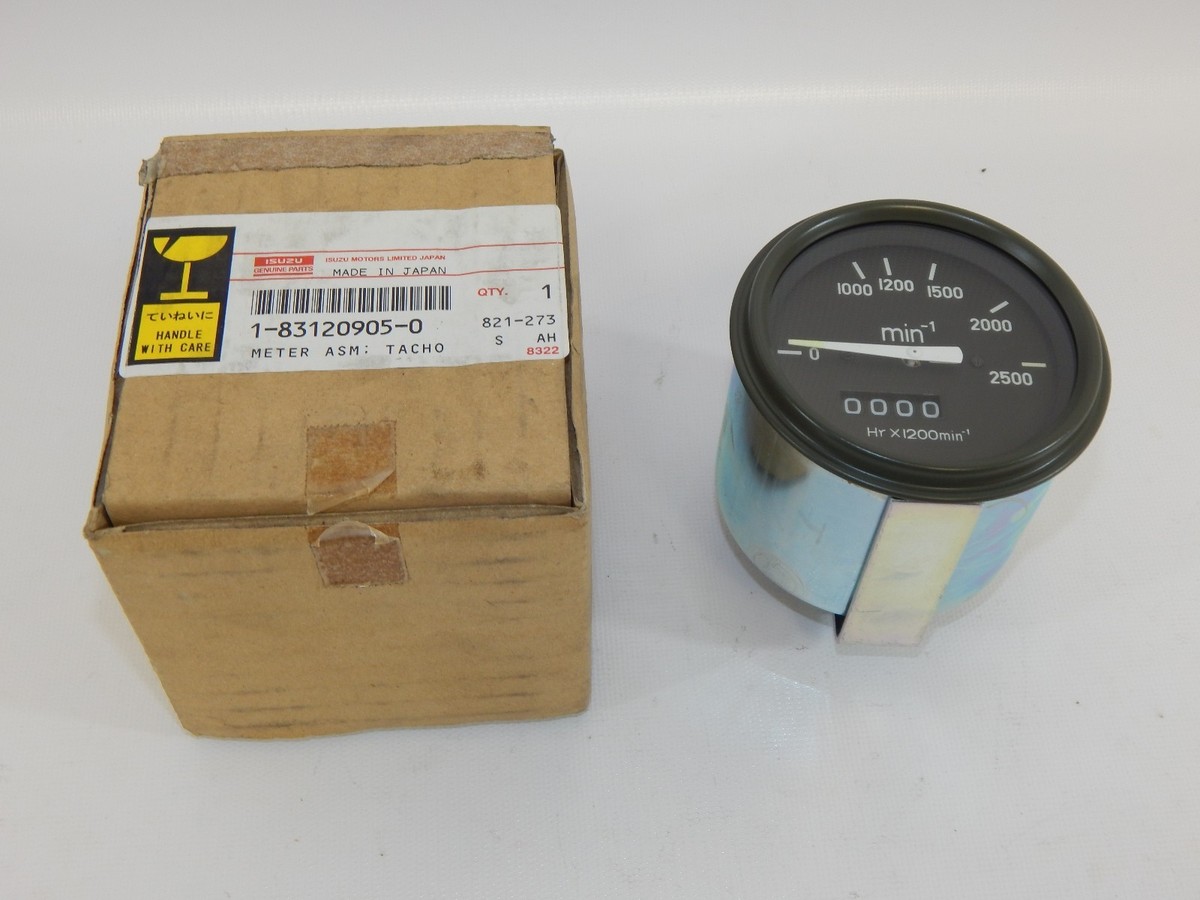 ISUZU
GENUINE PARTS
ISUZU MOTORS LIMITED JAPAN
MADE IN JAPAN
ていねいに
HANDLE
WITH CARE
QTY. 1
1-83120905-0
821-273
METER ASM: TACHO
S AH
8322
1000 1200 1500
2000
2500
min⁻¹
0
0000
Hr X1200min⁻¹